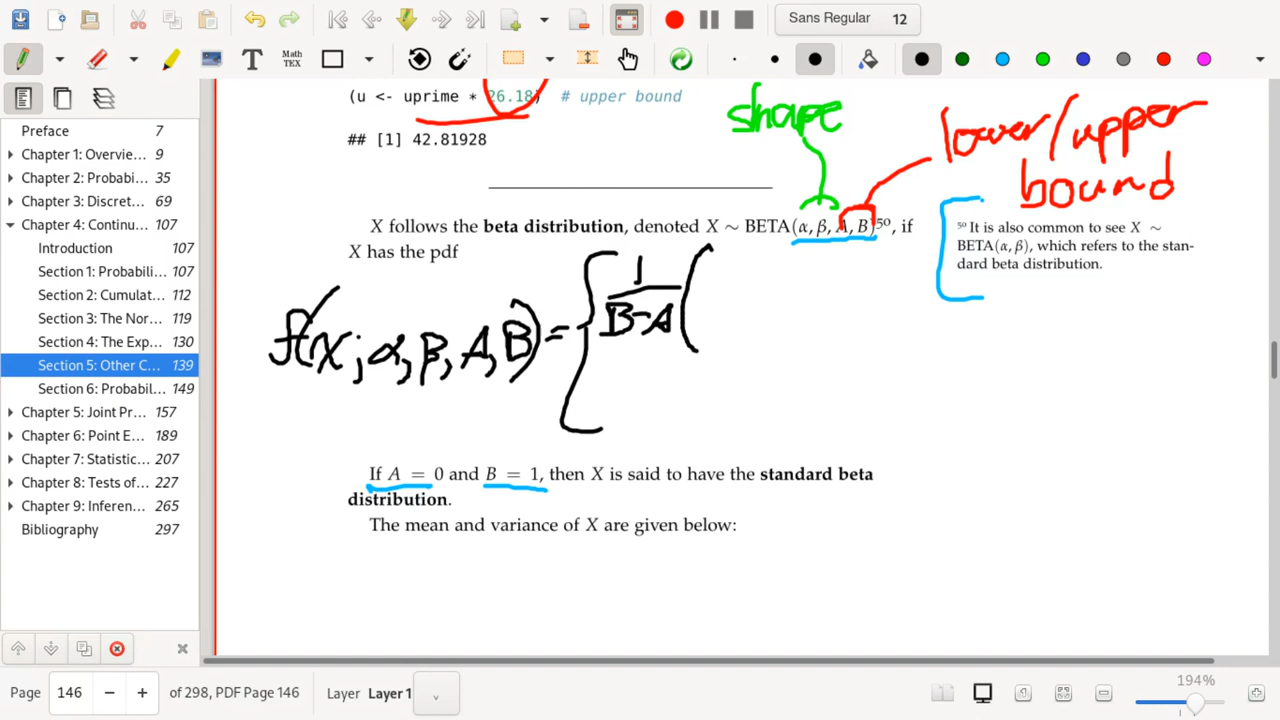 Sans Regular 12
T Math TEX
Preface 7
Chapter 1: Overvie... 9
Chapter 2: Probabi... 35
Chapter 3: Discret... 69
Chapter 4: Continu... 107
Introduction 107
Section 1: Probabili... 107
Section 2: Cumulat... 112
Section 3: The Nor... 119
Section 4: The Exp... 130
Section 5: Other C... 139
Section 6: Probabil... 149
Chapter 5: Joint Pr... 157
Chapter 6: Point E... 189
Chapter 7: Statistic... 207
Chapter 8: Tests of... 227
Chapter 9: Inferen... 265
Bibliography 297
(u <- uprime * 26.18) # upper bound
## [1] 42.81928
shape
lower/upper
bound
X follows the beta distribution, denoted X ∼ BETA(α, β, A, B)⁵⁰, if
X has the pdf
⁵⁰ It is also common to see X ∼
BETA(α, β), which refers to the stan-
dard beta distribution.
f(x; α, β, A, B) = { 1/(B-A) (
If A = 0 and B = 1, then X is said to have the standard beta
distribution.
The mean and variance of X are given below:
Page 146 of 298, PDF Page 146 Layer Layer 1 194%